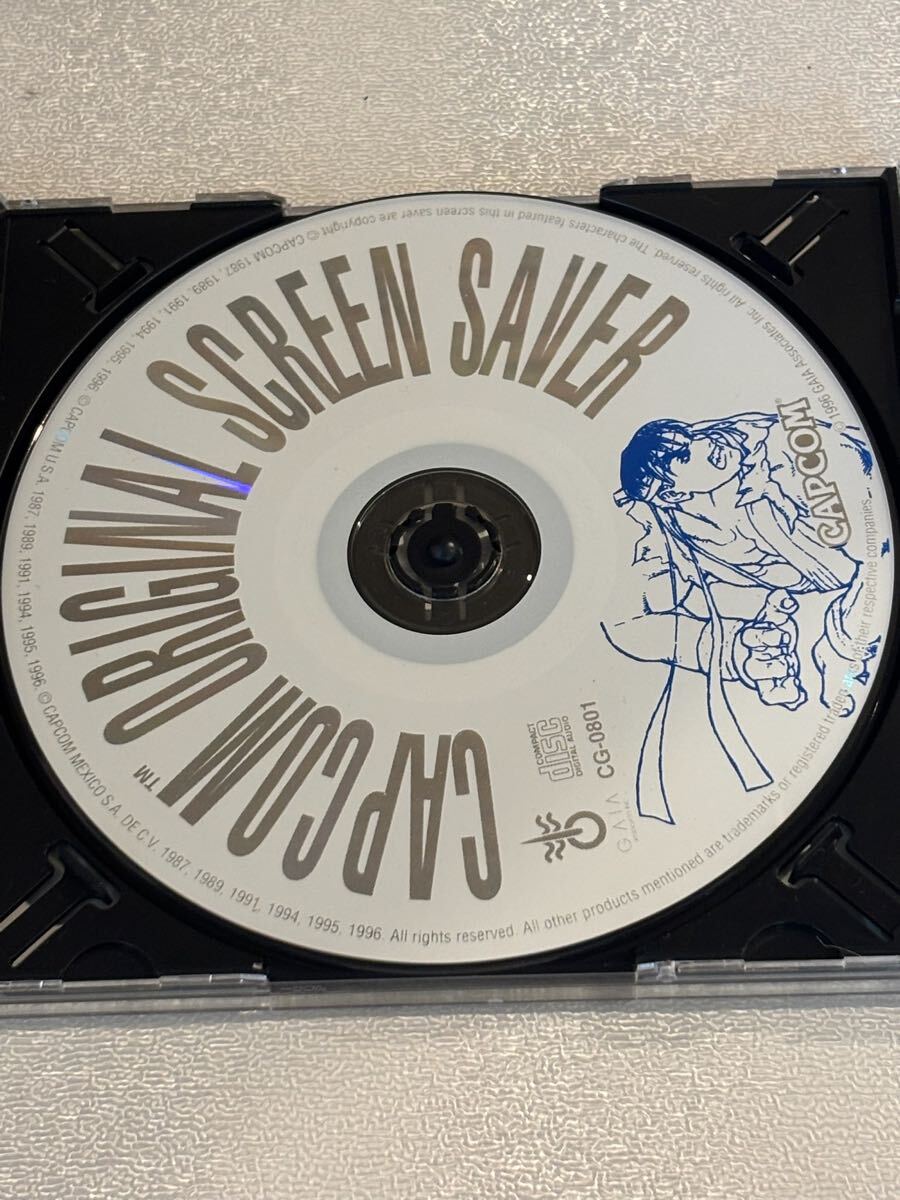 CAPCOM ORIGINAL SCREEN SAVER
™
CAPCOM®
COMPACT
disc
DIGITAL AUDIO
CG-0801
GAIA
© 1996 GAIA Associates Inc. All rights reserved. The characters featured in this screen saver are copyright © CAPCOM 1987, 1989, 1991, 1994, 1995, 1996. © CAPCOM U.S.A. 1987, 1989, 1991, 1994, 1995, 1996. © CAPCOM MEXICO S.A. DE C.V. 1987, 1989, 1991, 1994, 1995, 1996. All rights reserved. All other products mentioned are trademarks or registered trademarks of their respective companies.